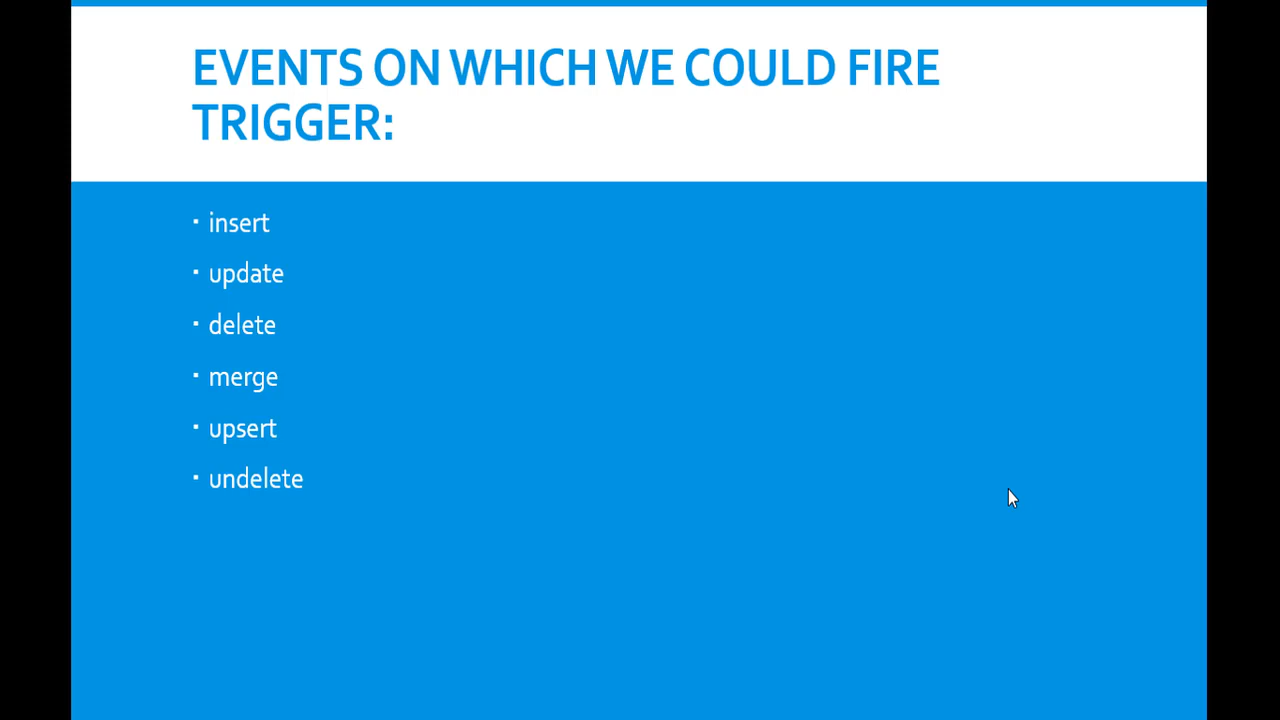 EVENTS ON WHICH WE COULD FIRE
TRIGGER:
▪ insert
▪ update
▪ delete
▪ merge
▪ upsert
▪ undelete